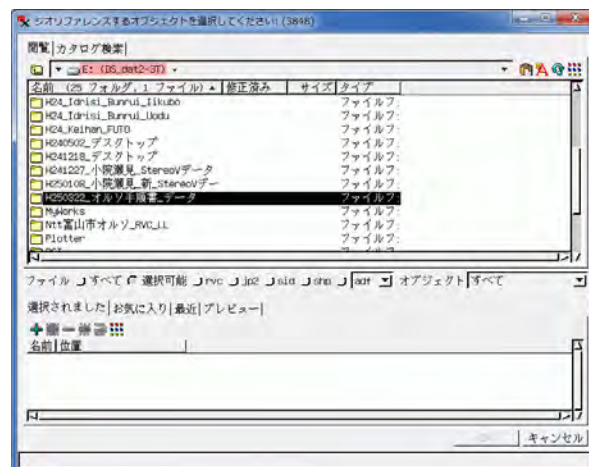 ジオリファレンスするオブジェクトを選択してください: (3848)
閲覧 カタログ検索
E: (DS_dat2-3T)
名前 (25 フォルダ, 1 ファイル) 修正済み サイズ タイプ
H24_Idrisi_Bunrui_Iikubo ファイルフ:
H24_Idrisi_Bunrui_Uodu ファイルフ:
H24_Keihan_FUTO ファイルフ:
H240502_デスクトップ ファイルフ:
H241218_デスクトップ ファイルフ:
H241227_小院瀬見_StereoVデータ ファイルフ:
H250108_小院瀬見_新_StereoVデー ファイルフ:
H250322_オルソ手順書_データ ファイルフ:
MyWorks ファイルフ:
Ntt富山市オルソ_RVC_LL ファイルフ:
Plotter ファイルフ:
ファイル すべて 選択可能 rvc jp2 sid shp adf オブジェクト すべて
選択されました お気に入り 最近 プレビュー
名前 位置
キャンセル